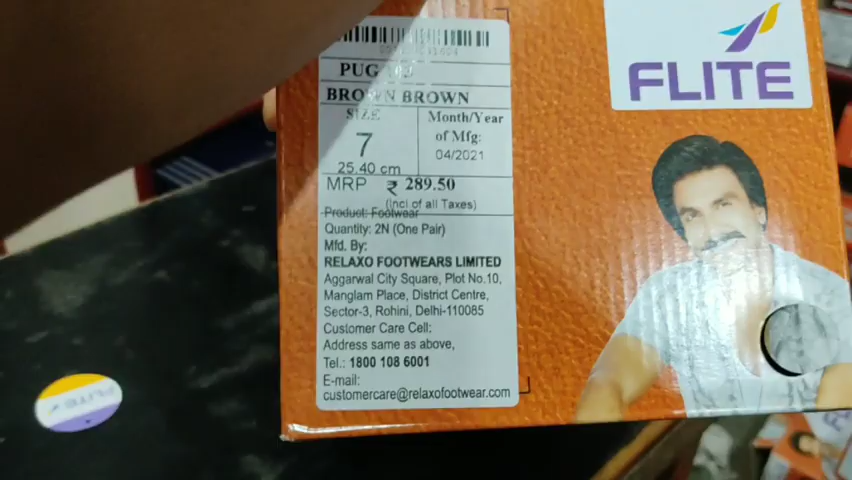 FLITE
BROWN BROWN
SIZE
7
25.40 cm
Month/Year
of Mfg:
04/2021
MRP ₹ 289.50
(Incl of all Taxes)
Product: Footwear
Quantity: 2N (One Pair)
Mfd. By:
RELAXO FOOTWEARS LIMITED
Aggarwal City Square, Plot No.10,
Manglam Place, District Centre,
Sector-3, Rohini, Delhi-110085
Customer Care Cell:
Address same as above,
Tel.: 1800 108 6001
E-mail:
customercare@relaxofootwear.com
FLITE